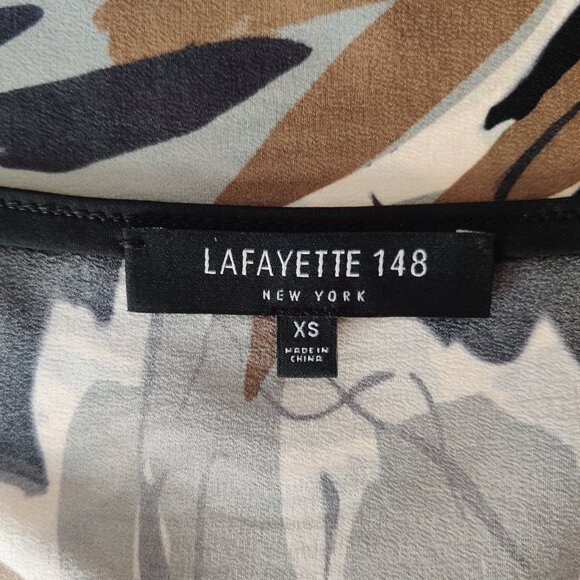 LAFAYETTE 148
NEW YORK
XS
MADE IN
CHINA